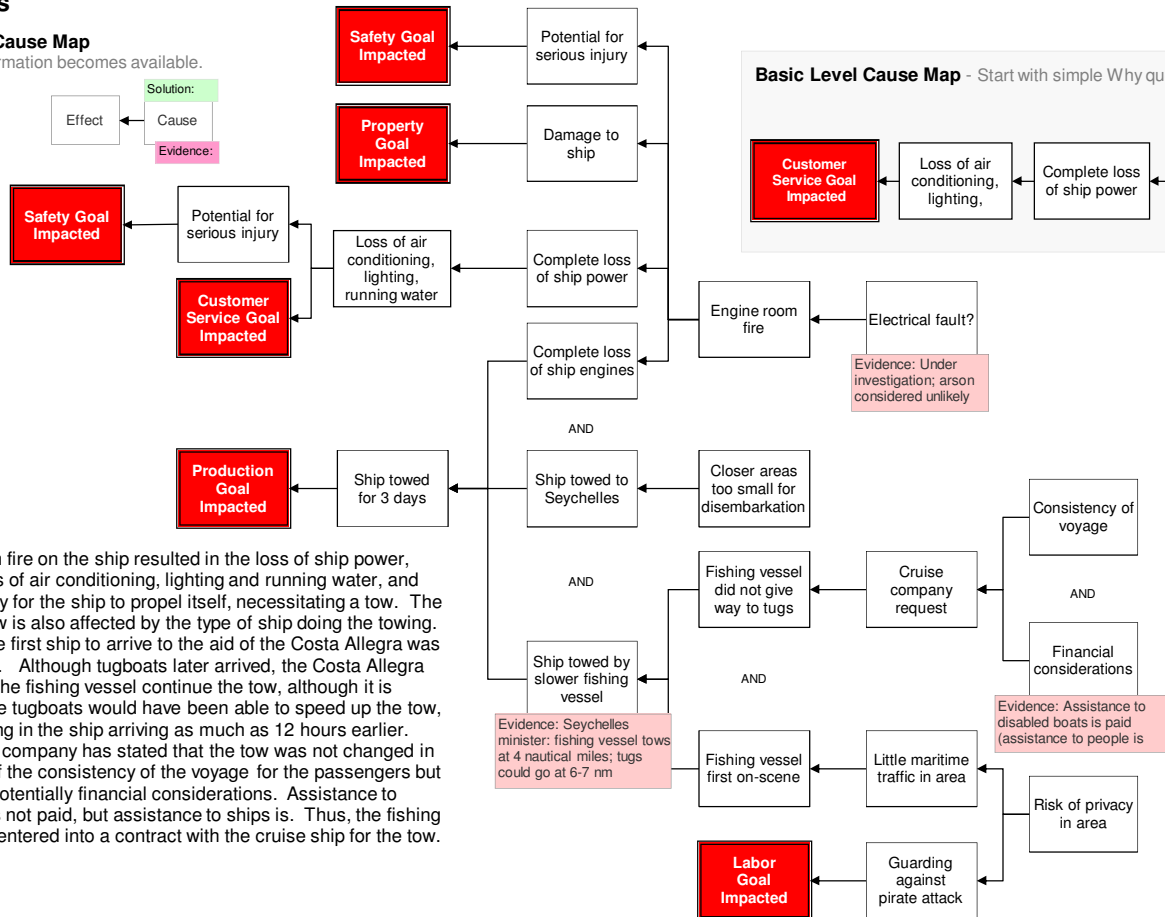 s
Cause Map
rmation becomes available.
Solution:
Effect
Cause
Evidence:
Safety Goal
Impacted
Potential for
serious injury
Basic Level Cause Map - Start with simple Why qu
Property
Goal
Impacted
Damage to
ship
Customer
Service Goal
Impacted
Loss of air
conditioning,
lighting,
Complete loss
of ship power
Safety Goal
Impacted
Potential for
serious injury
Loss of air
conditioning,
lighting,
running water
Complete loss
of ship power
Customer
Service Goal
Impacted
Engine room
fire
Electrical fault?
Evidence: Under
investigation; arson
considered unlikely
Complete loss
of ship engines
AND
Production
Goal
Impacted
Ship towed
for 3 days
Ship towed to
Seychelles
Closer areas
too small for
disembarkation
Consistency of
voyage
AND
Fishing vessel
did not give
way to tugs
Cruise
company
request
AND
Financial
considerations
Evidence: Assistance to
disabled boats is paid
(assistance to people is
Ship towed by
slower fishing
vessel
AND
Evidence: Seychelles
minister: fishing vessel tows
at 4 nautical miles; tugs
could go at 6-7 nm
Fishing vessel
first on-scene
Little maritime
traffic in area
Risk of privacy
in area
Labor
Goal
Impacted
Guarding
against
pirate attack
n fire on the ship resulted in the loss of ship power,
s of air conditioning, lighting and running water, and
y for the ship to propel itself, necessitating a tow. The
w is also affected by the type of ship doing the towing.
e first ship to arrive to the aid of the Costa Allegra was
. Although tugboats later arrived, the Costa Allegra
he fishing vessel continue the tow, although it is
e tugboats would have been able to speed up the tow,
ng in the ship arriving as much as 12 hours earlier.
company has stated that the tow was not changed in
f the consistency of the voyage for the passengers but
otentially financial considerations. Assistance to
s not paid, but assistance to ships is. Thus, the fishing
entered into a contract with the cruise ship for the tow.